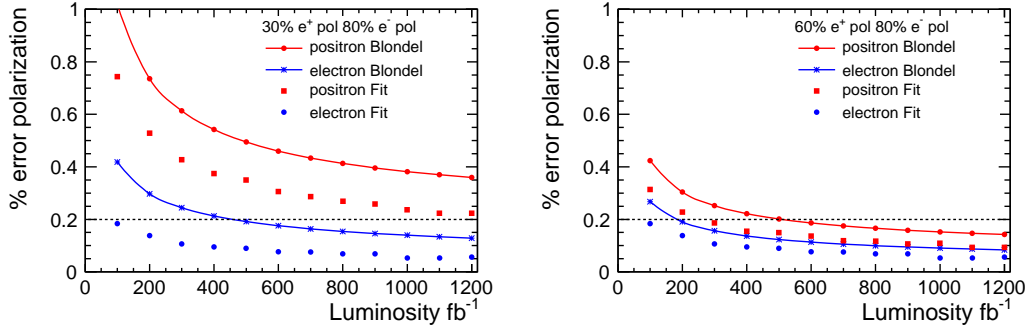 30% e⁺ pol 80% e⁻ pol
positron Blondel
electron Blondel
positron Fit
electron Fit
% error polarization
1
0.8
0.6
0.4
0.2
0
0 200 400 600 800 1000 1200
Luminosity fb⁻¹
60% e⁺ pol 80% e⁻ pol
positron Blondel
electron Blondel
positron Fit
electron Fit
% error polarization
1
0.8
0.6
0.4
0.2
0
0 200 400 600 800 1000 1200
Luminosity fb⁻¹